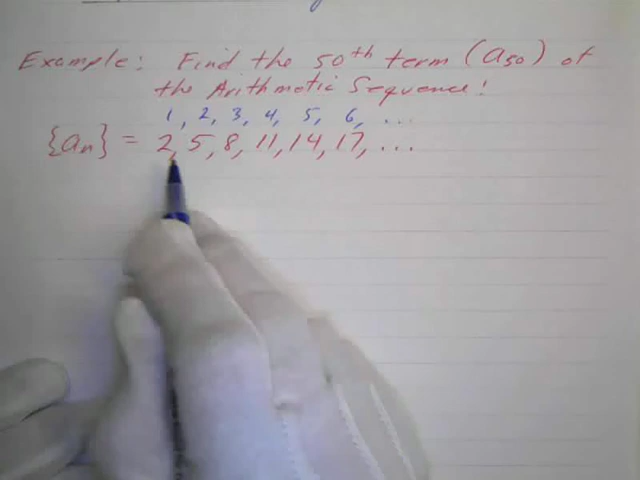 Example: Find the 50th term (a50) of
the Arithmetic Sequence!
1, 2, 3, 4, 5, 6, ...
{an} = 2, 5, 8, 11, 14, 17, ...